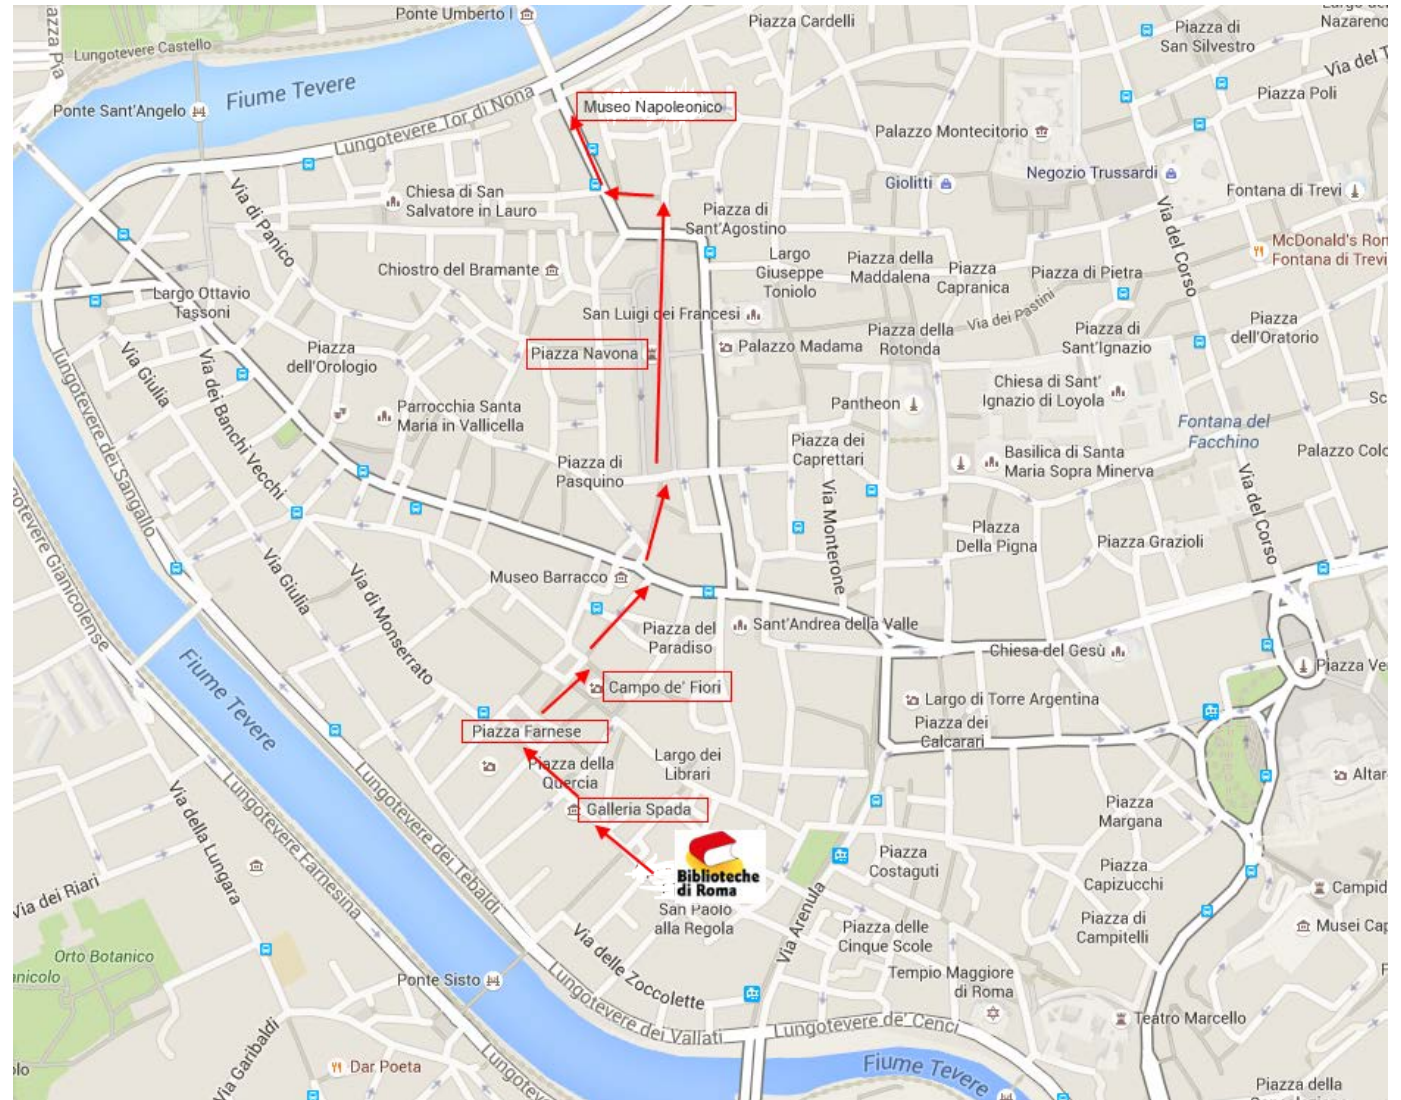 Ponte Umberto I
Piazza Cardelli
Piazza di
San Silvestro
Nazareno
Lungotevere Castello
Via del T
Ponte Sant'Angelo
Fiume Tevere
Piazza Poli
Lungotevere Tor di Nona
Museo Napoleonico
Palazzo Montecitorio
Giolitti
Negozio Trussardi
Fontana di Trevi
Via di Panico
Chiesa di San
Salvatore in Lauro
Piazza di
Sant'Agostino
Via del Corso
McDonald's Rom
Fontana di Trevi
Chiostro del Bramante
Largo
Giuseppe
Toniolo
Piazza della
Maddalena
Piazza
Capranica
Piazza di Pietra
Largo Ottavio
Tassoni
San Luigi dei Francesi
Via dei Pastini
Piazza della
Rotonda
Piazza di
Sant'Ignazio
Piazza
dell'Oratorio
Via Giulia
Piazza
dell'Orologio
Piazza Navona
Palazzo Madama
Via dei Banchi Vecchi
Lungotevere dei Sangallo
Parrocchia Santa
Maria in Vallicella
Pantheon
Chiesa di Sant'
Ignazio di Loyola
Fontana del
Facchino
Sc
Piazza di
Pasquino
Piazza dei
Caprettari
Basilica di Santa
Maria Sopra Minerva
Palazzo Colo
Via Monterone
Via del Corso
Piazza
Della Pigna
Piazza Grazioli
otevere Gianicolense
Via Giulia
Via di Monserrato
Museo Barracco
Piazza del
Paradiso
Sant'Andrea della Valle
Chiesa del Gesù
Piazza Ve
Fiume Tevere
Campo de' Fiori
Largo di Torre Argentina
Piazza Farnese
Piazza dei
Calcarari
Piazza della
Quercia
Largo dei
Librari
Altar
Via della Lungara
Lungotevere Farnesina
Lungotevere dei Tebaldi
Galleria Spada
Piazza
Margana
Biblioteche
di Roma
Piazza
Costaguti
Piazza
Capizucchi
Via dei Riari
San Paolo
alla Regola
Via Arenula
Campid
Piazza delle
Cinque Scole
Piazza di
Campitelli
Musei Cap
Orto Botanico
nicolo
Via delle Zoccolette
Ponte Sisto
Tempio Maggiore
di Roma
Lungotevere dei Vallati
Lungotevere de' Cenci
Teatro Marcello
Via Garibaldi
Dar Poeta
Lungoteve
Fiume Tevere
Piazza della